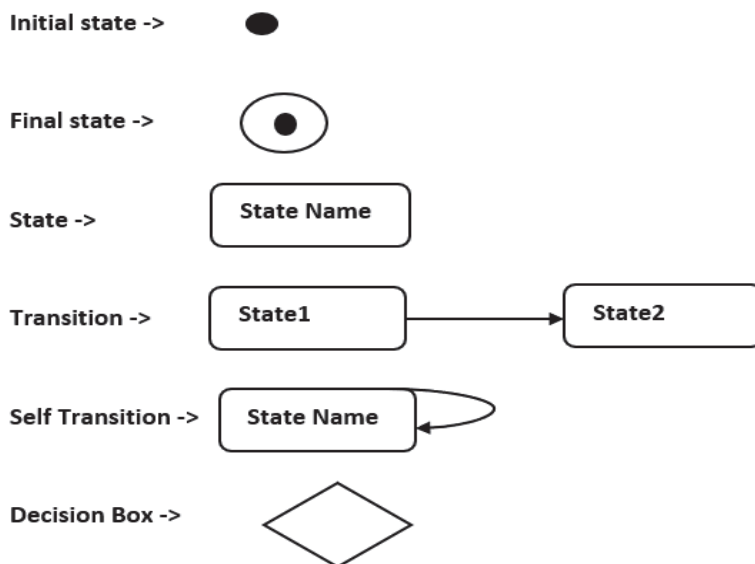 Initial state ->
Final state ->
State ->
State Name
Transition ->
State1
State2
Self Transition ->
State Name
Decision Box ->